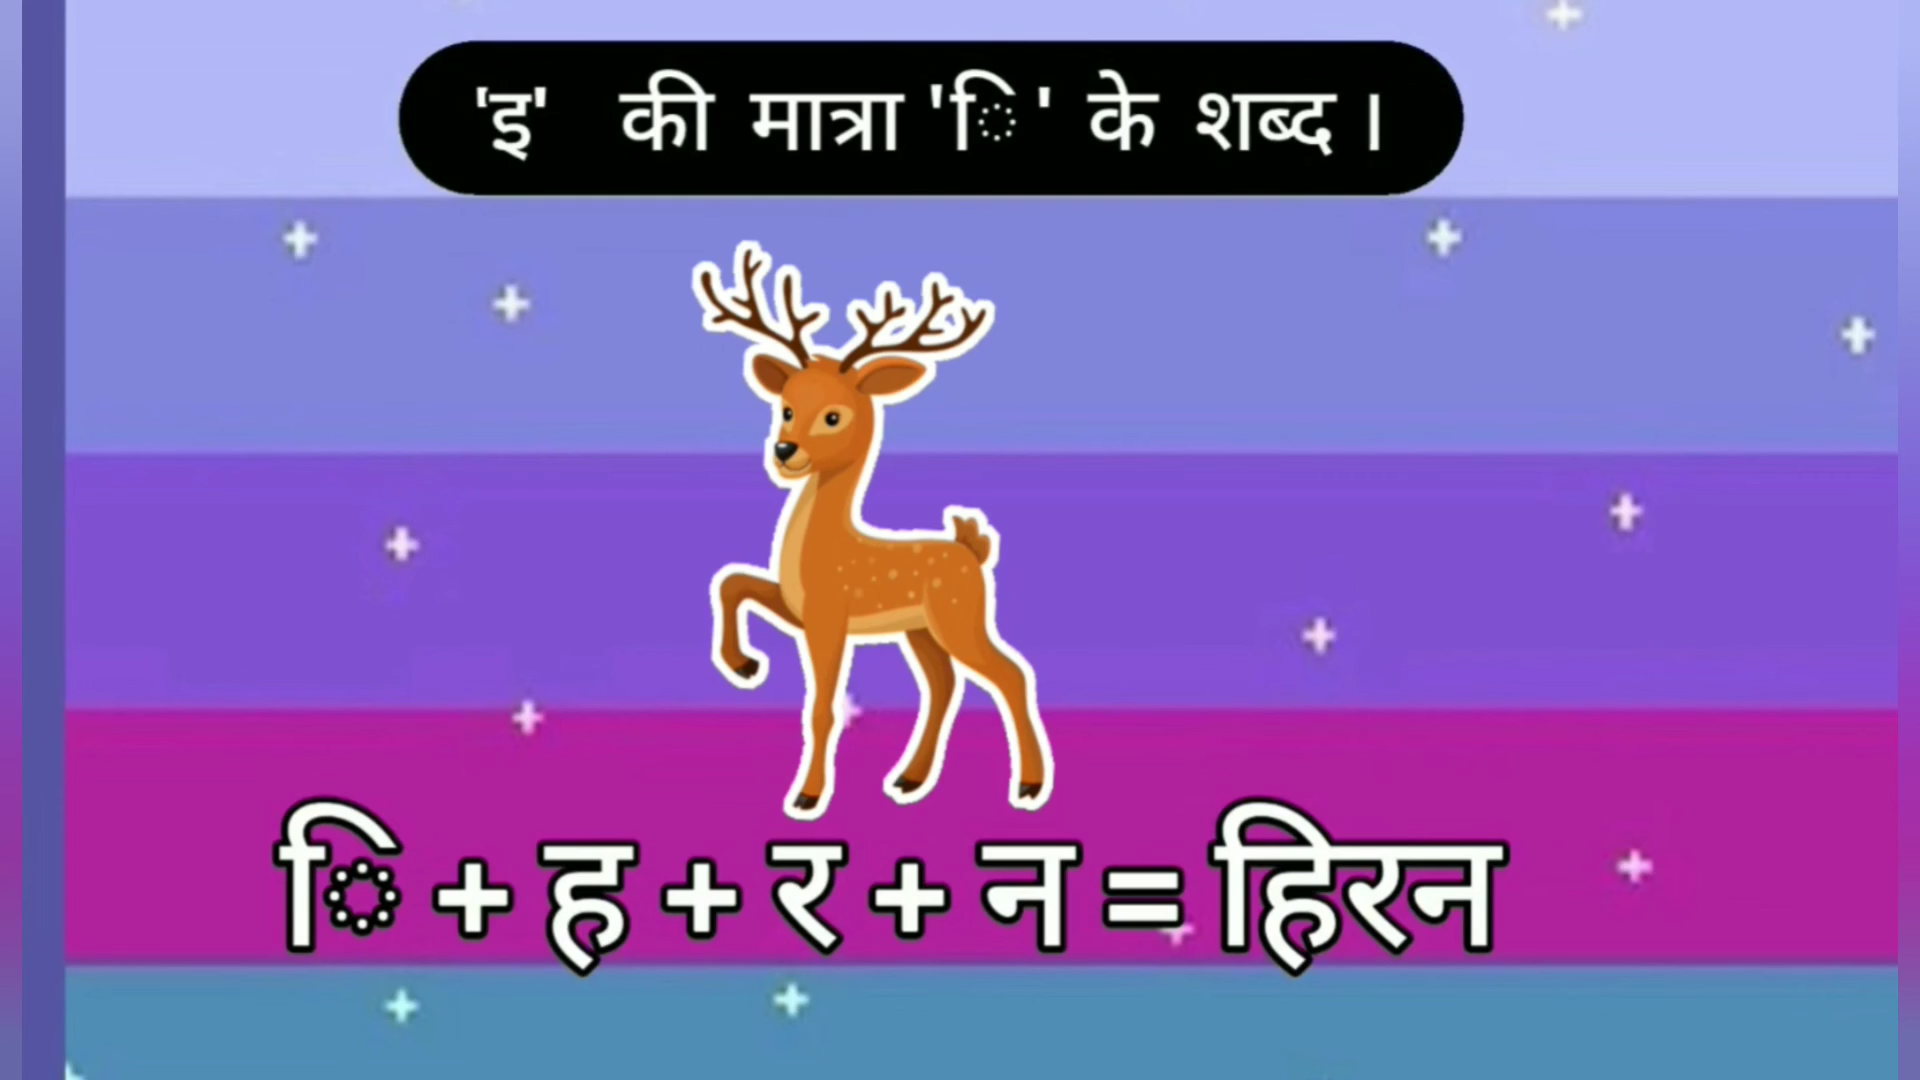 'इ' की मात्रा 'ि' के शब्द ।
ि + ह + र + न = हिरन